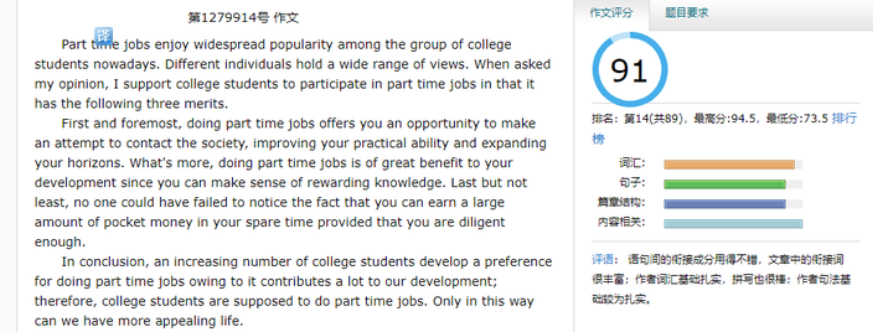 第1279914号 作文
作文评分 题目要求
译
Part time jobs enjoy widespread popularity among the group of college
students nowadays. Different individuals hold a wide range of views. When asked
my opinion, I support college students to participate in part time jobs in that it
has the following three merits.
First and foremost, doing part time jobs offers you an opportunity to make
an attempt to contact the society, improving your practical ability and expanding
your horizons. What's more, doing part time jobs is of great benefit to your
development since you can make sense of rewarding knowledge. Last but not
least, no one could have failed to notice the fact that you can earn a large
amount of pocket money in your spare time provided that you are diligent
enough.
In conclusion, an increasing number of college students develop a preference
for doing part time jobs owing to it contributes a lot to our development;
therefore, college students are supposed to do part time jobs. Only in this way
can we have more appealing life.
91
排名：第14(共89)，最高分:94.5，最低分:73.5 排行
榜
词汇：
句子：
篇章结构：
内容相关：
评语： 语句间的衔接成分用得不错，文章中的衔接词
很丰富；作者词汇基础扎实，拼写也很棒；作者句法基
础较为扎实。